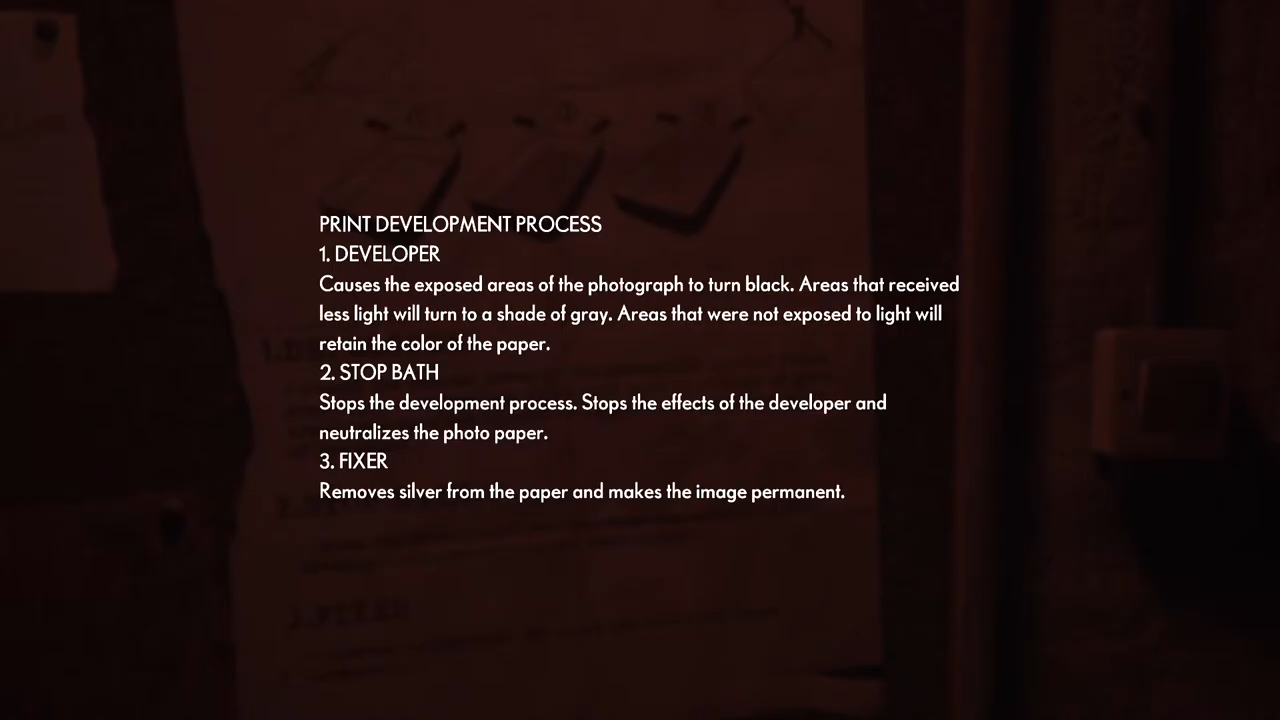 PRINT DEVELOPMENT PROCESS
1. DEVELOPER
Causes the exposed areas of the photograph to turn black. Areas that received
less light will turn to a shade of gray. Areas that were not exposed to light will
retain the color of the paper.
2. STOP BATH
Stops the development process. Stops the effects of the developer and
neutralizes the photo paper.
3. FIXER
Removes silver from the paper and makes the image permanent.